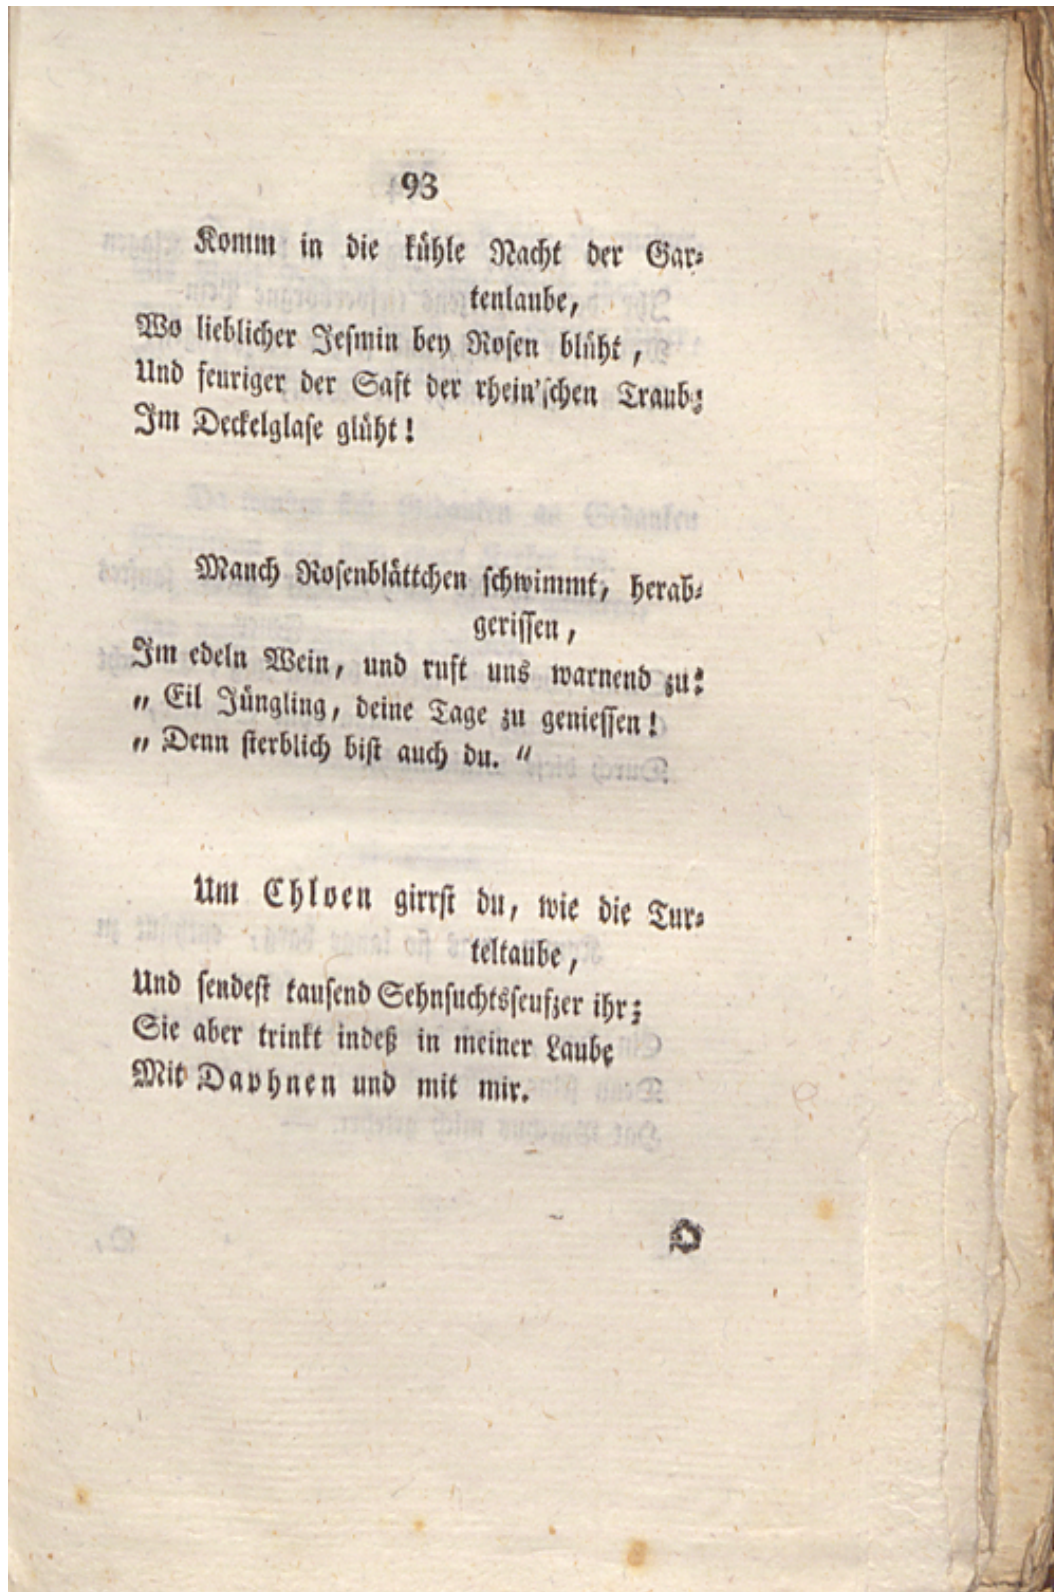 93
Komm in die kühle Nacht der Gar-
tenlaube,
Wo lieblicher Jesmin bey Rosen blüht,
Und feuriger der Saft der rhein'schen Traube
Im Deckelglase glüht!
Manch Rosenblättchen schwimmt, herab-
gerissen,
Im edeln Wein, und ruft uns warnend zu:
„Eil Jüngling, deine Tage zu geniessen!
„Denn sterblich bist auch du.“
Um Chloen girrst du, wie die Tur-
teltaube,
Und sendest tausend Sehnsuchtsseufzer ihr;
Sie aber trinkt indeß in meiner Laube
Mit Daphnen und mit mir.
O